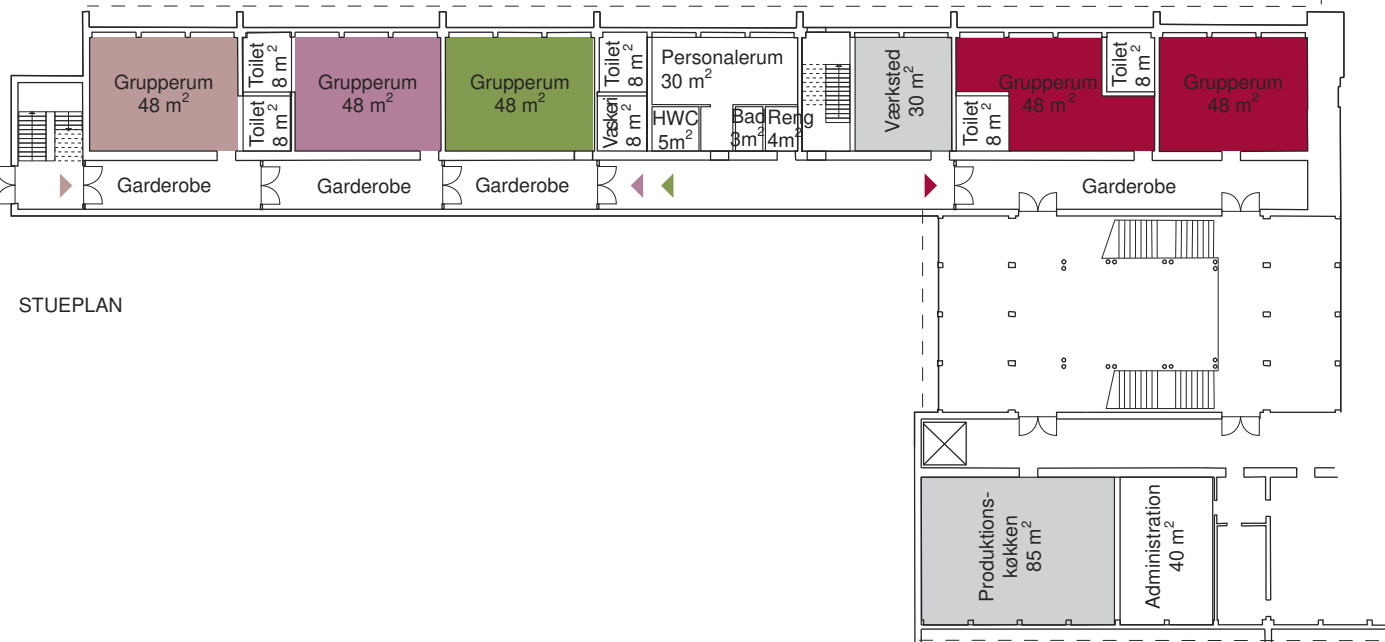 Grupperum
48 m²
Toilet
8 m²
Toilet
8 m²
Grupperum
48 m²
Grupperum
48 m²
Toilet
8 m²
Vaskeri
8 m²
Personalerum
30 m²
HWC
5m²
Bad
3m²
Reng
4m²
Værksted
30 m²
Toilet
8 m²
Grupperum
48 m²
Toilet
8 m²
Grupperum
48 m²
Garderobe
Garderobe
Garderobe
Garderobe
STUEPLAN
Produktions-
køkken
85 m²
Administration
40 m²